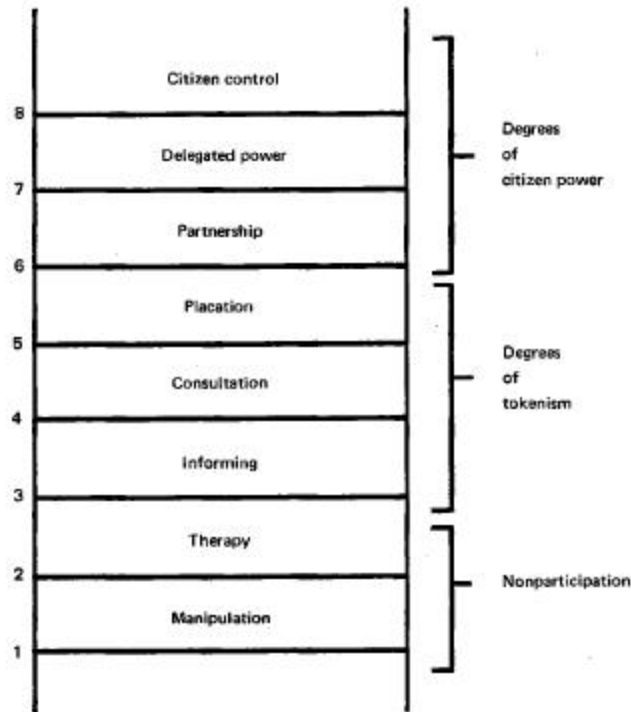 Citizen control
8
Delegated power
7
Partnership
6
Placation
5
Consultation
4
Informing
3
Therapy
2
Manipulation
1
Degrees
of
citizen power
Degrees
of
tokenism
Nonparticipation